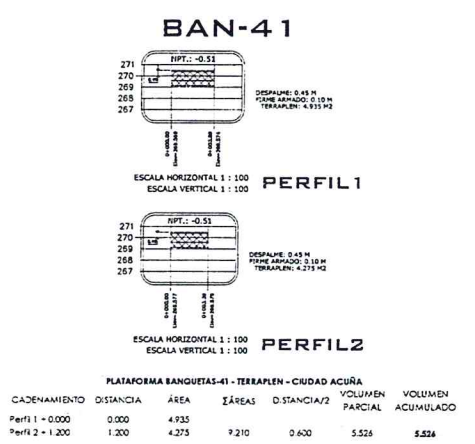 BAN-41
NPT.: -0.51
271
270
269
268
267
DESPALME: 0.45 M
FIRME ARMADO: 0.10 M
TERRAPLEN: 4.935 M2
ESCALA HORIZONTAL 1 : 100
ESCALA VERTICAL 1 : 100
PERFIL1
NPT.: -0.51
271
270
269
268
267
DESPALME: 0.45 M
FIRME ARMADO: 0.10 M
TERRAPLEN: 4.275 M2
ESCALA HORIZONTAL 1 : 100
ESCALA VERTICAL 1 : 100
PERFIL2
PLATAFORMA BANQUETAS-41 - TERRAPLEN - CIUDAD ACUÑA
CADENAMIENTO DISTANCIA ÁREA ΣÁREAS DISTANCIA/2 VOLUMEN PARCIAL VOLUMEN ACUMULADO
Perfil 1 + 0.000 0.000 4.935
Perfil 2 + 1.200 1.200 4.275 9.210 0.600 5.526 5.526